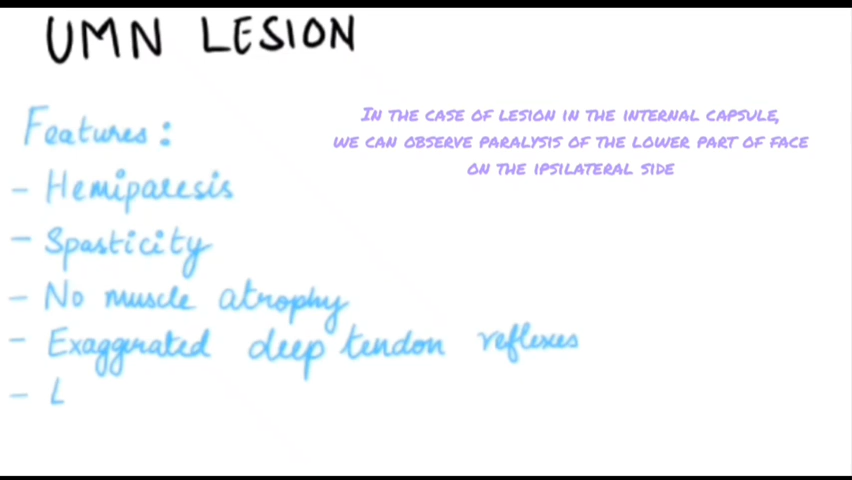 UMN LESION
In the case of lesion in the internal capsule,
we can observe paralysis of the lower part of face
on the ipsilateral side
Features :
- Hemiparesis
- Spasticity
- No muscle atrophy
- Exaggerated deep tendon reflexes
- L